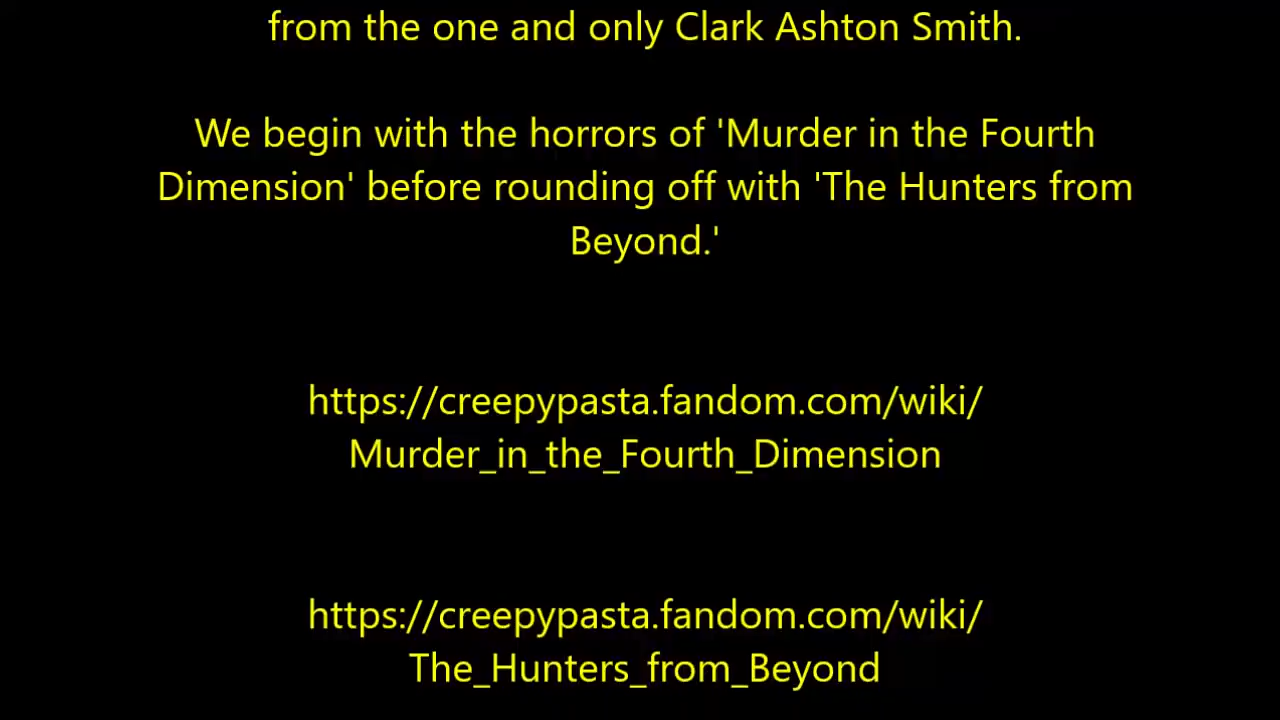 from the one and only Clark Ashton Smith.
We begin with the horrors of 'Murder in the Fourth
Dimension' before rounding off with 'The Hunters from
Beyond.'
https://creepypasta.fandom.com/wiki/
Murder_in_the_Fourth_Dimension
https://creepypasta.fandom.com/wiki/
The_Hunters_from_Beyond